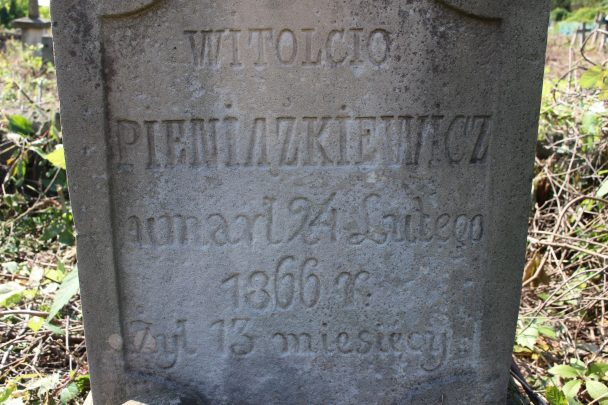 WITOLCIO
PIENIĄZKIEWICZ
umarł 24 Lutego
1866 r.
Żył 13 miesięcy.